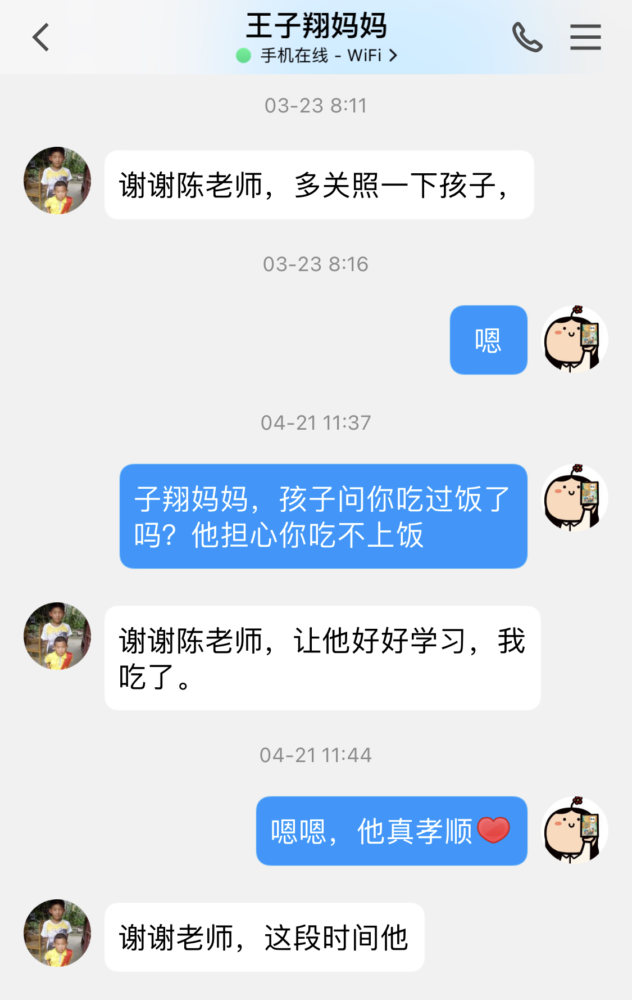 王子翔妈妈
手机在线 - WiFi
03-23 8:11
谢谢陈老师，多关照一下孩子，
03-23 8:16
嗯
04-21 11:37
子翔妈妈，孩子问你吃过饭了
吗？他担心你吃不上饭
谢谢陈老师，让他好好学习，我
吃了。
04-21 11:44
嗯嗯，他真孝顺❤️
谢谢老师，这段时间他